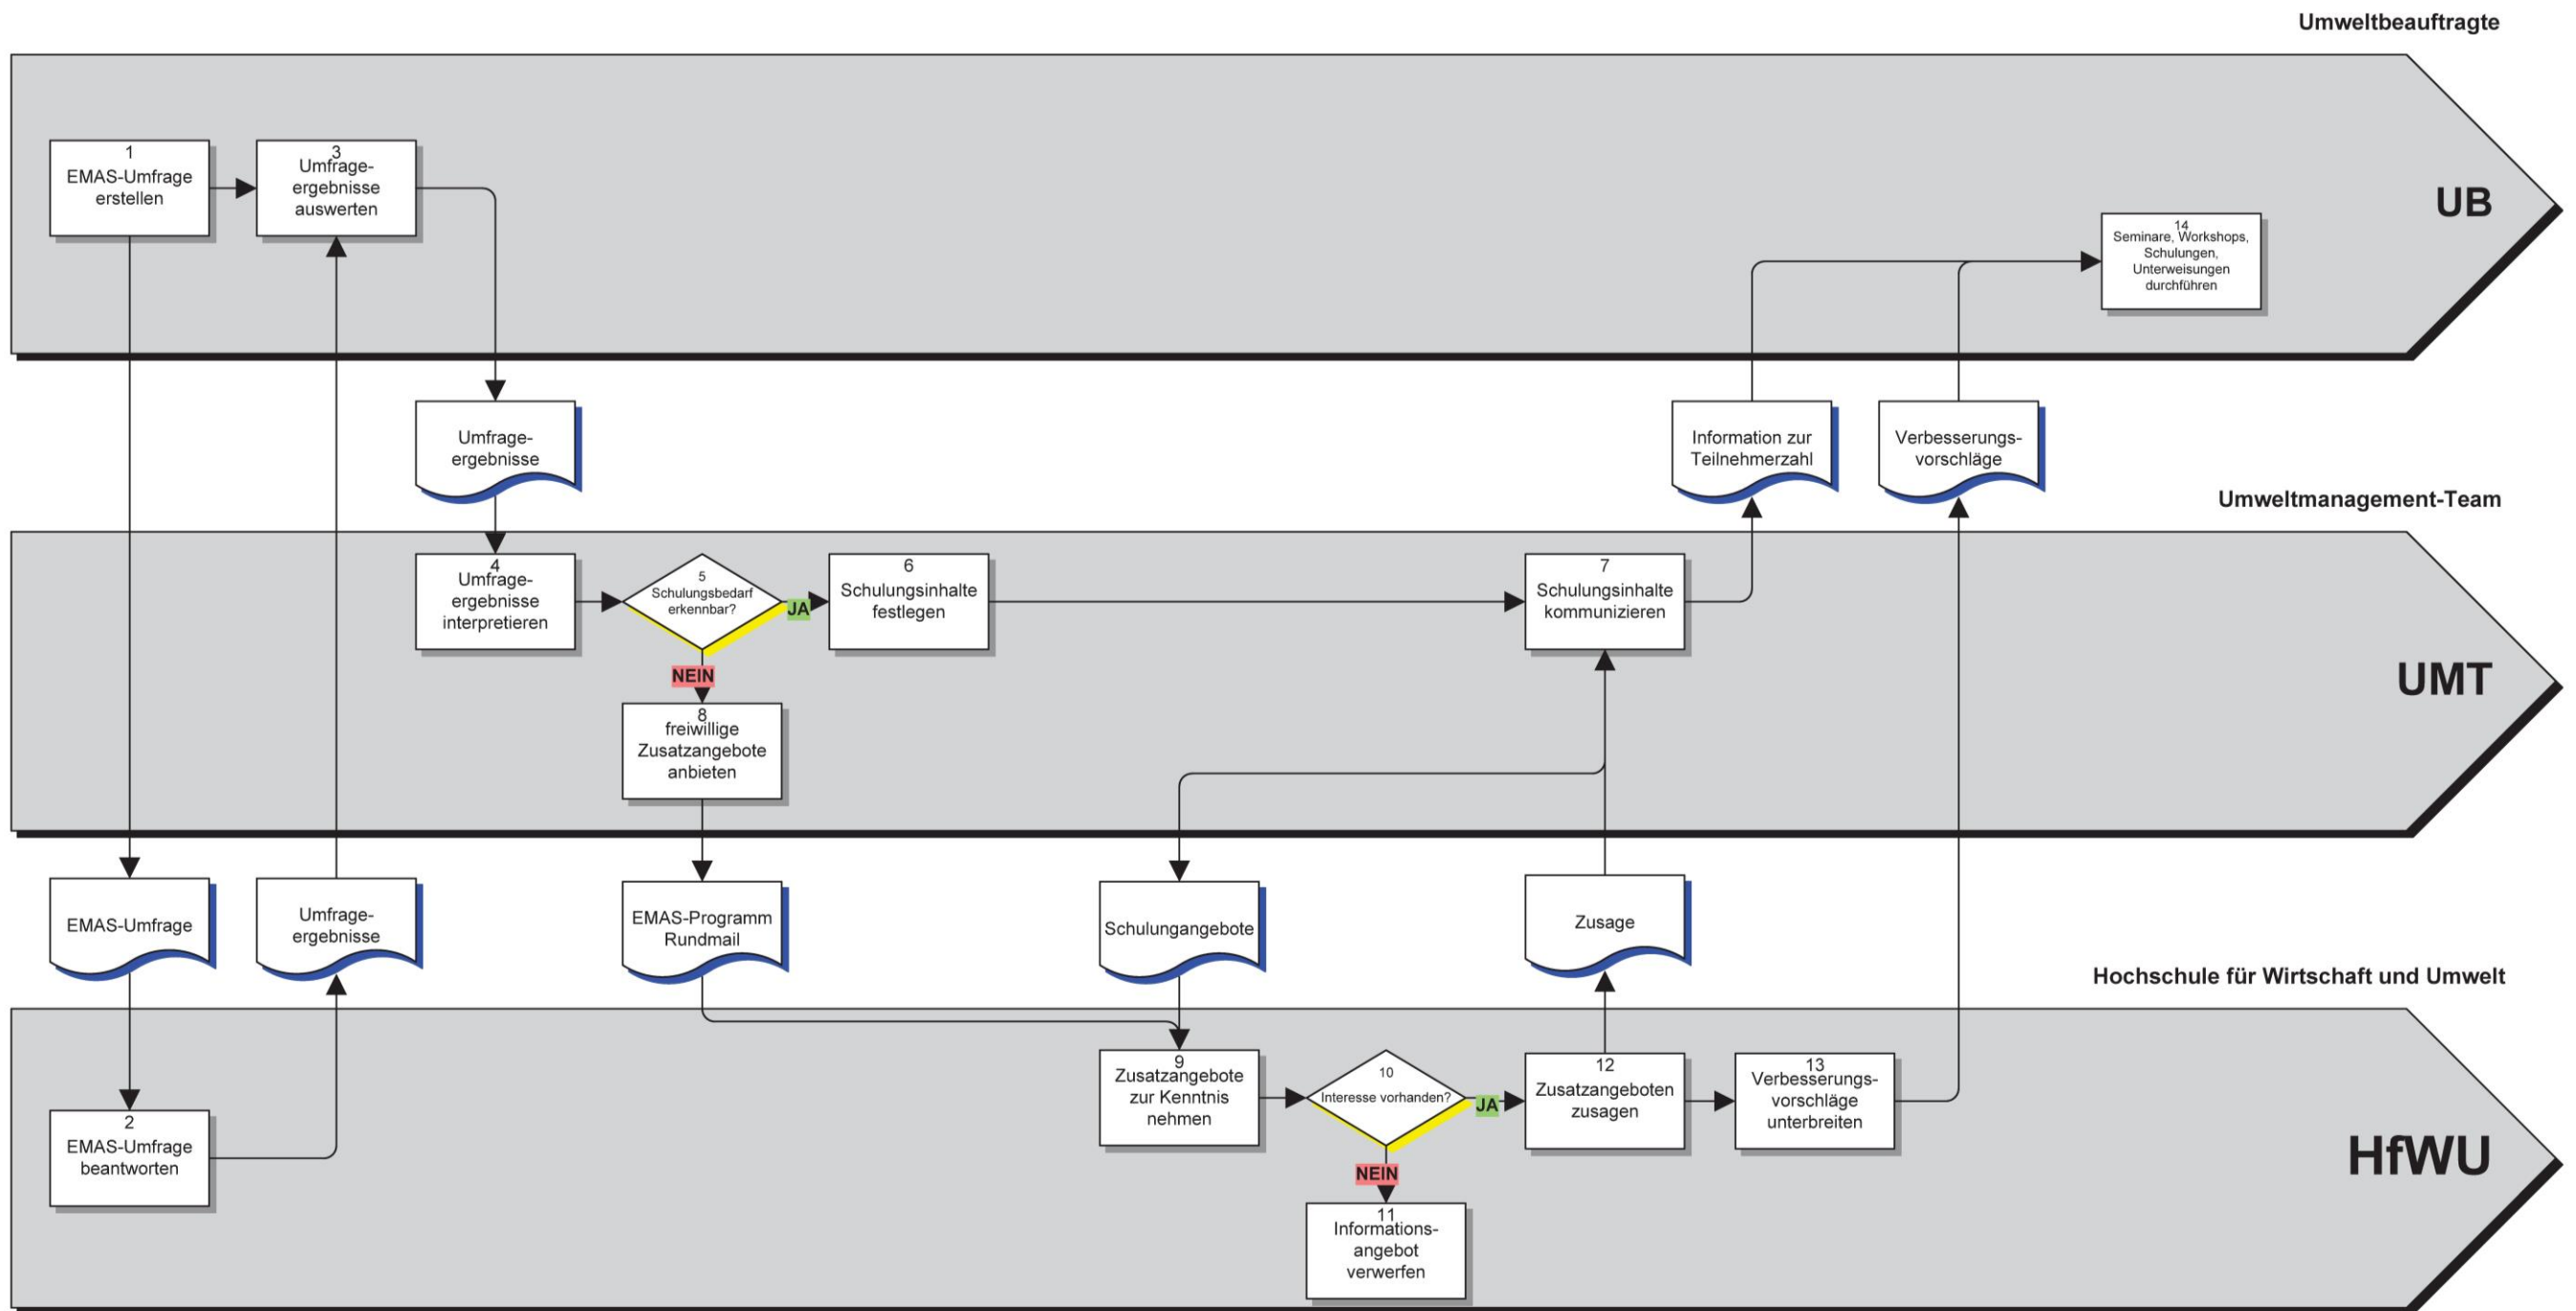 Umweltbeauftragte
1
EMAS-Umfrage
erstellen
3
Umfrage-
ergebnisse
auswerten
UB
14
Seminare, Workshops,
Schulungen,
Unterweisungen
durchführen
Umfrage-
ergebnisse
Information zur
Teilnehmerzahl
Verbesserungs-
vorschläge
Umweltmanagement-Team
4
Umfrage-
ergebnisse
interpretieren
5
Schulungsbedarf
erkennbar?
JA
6
Schulungsinhalte
festlegen
7
Schulungsinhalte
kommunizieren
NEIN
UMT
8
freiwillige
Zusatzangebote
anbieten
EMAS-Umfrage
Umfrage-
ergebnisse
EMAS-Programm
Rundmail
Schulungangebote
Zusage
Hochschule für Wirtschaft und Umwelt
2
EMAS-Umfrage
beantworten
9
Zusatzangebote
zur Kenntnis
nehmen
10
Interesse vorhanden?
JA
12
Zusatzangeboten
zusagen
13
Verbesserungs-
vorschläge
unterbreiten
HfWU
NEIN
11
Informations-
angebot
verwerfen